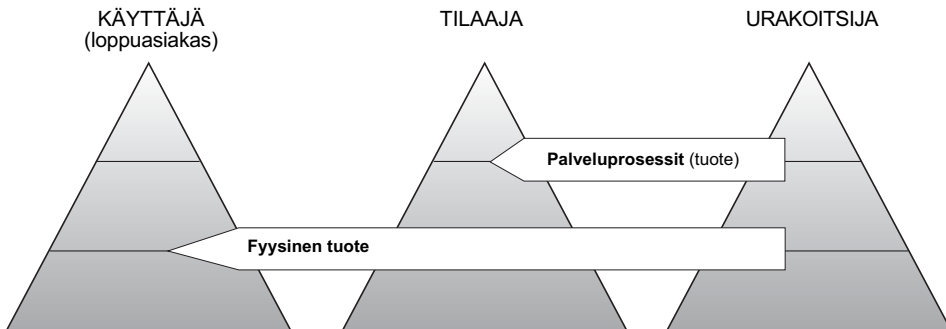 KÄYTTÄJÄ
(loppuasiakas)
TILAAJA
URAKOITSIJA
Palveluprosessit (tuote)
Fyysinen tuote